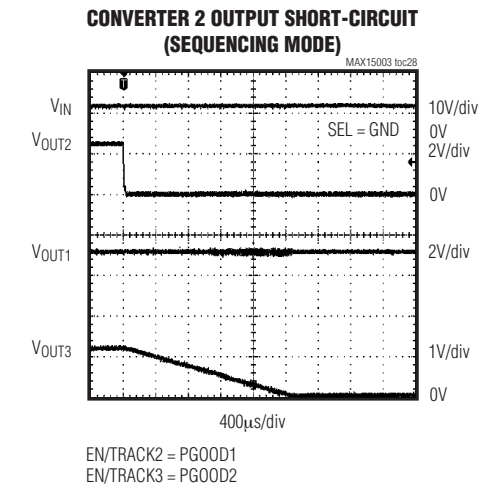 CONVERTER 2 OUTPUT SHORT-CIRCUIT
(SEQUENCING MODE)
MAX15003 toc28
T
VIN
10V/div
SEL = GND
0V
VOUT2
2V/div
0V
VOUT1
2V/div
VOUT3
1V/div
0V
400μs/div
EN/TRACK2 = PGOOD1
EN/TRACK3 = PGOOD2